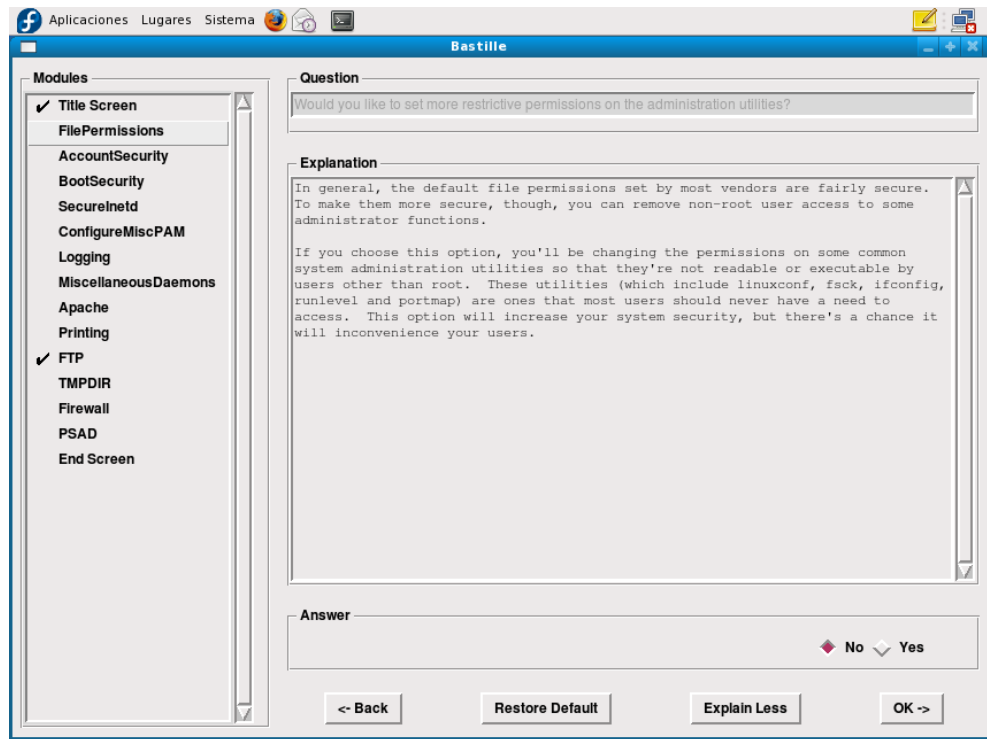 Aplicaciones Lugares Sistema
Bastille
Modules
Title Screen
FilePermissions
AccountSecurity
BootSecurity
SecureInetd
ConfigureMiscPAM
Logging
MiscellaneousDaemons
Apache
Printing
FTP
TMPDIR
Firewall
PSAD
End Screen
Question
Would you like to set more restrictive permissions on the administration utilities?
Explanation
In general, the default file permissions set by most vendors are fairly secure.
To make them more secure, though, you can remove non-root user access to some
administrator functions.
If you choose this option, you'll be changing the permissions on some common
system administration utilities so that they're not readable or executable by
users other than root.  These utilities (which include linuxconf, fsck, ifconfig,
runlevel and portmap) are ones that most users should never have a need to
access.  This option will increase your system security, but there's a chance it
will inconvenience your users.
Answer
No Yes
<- Back Restore Default Explain Less OK ->